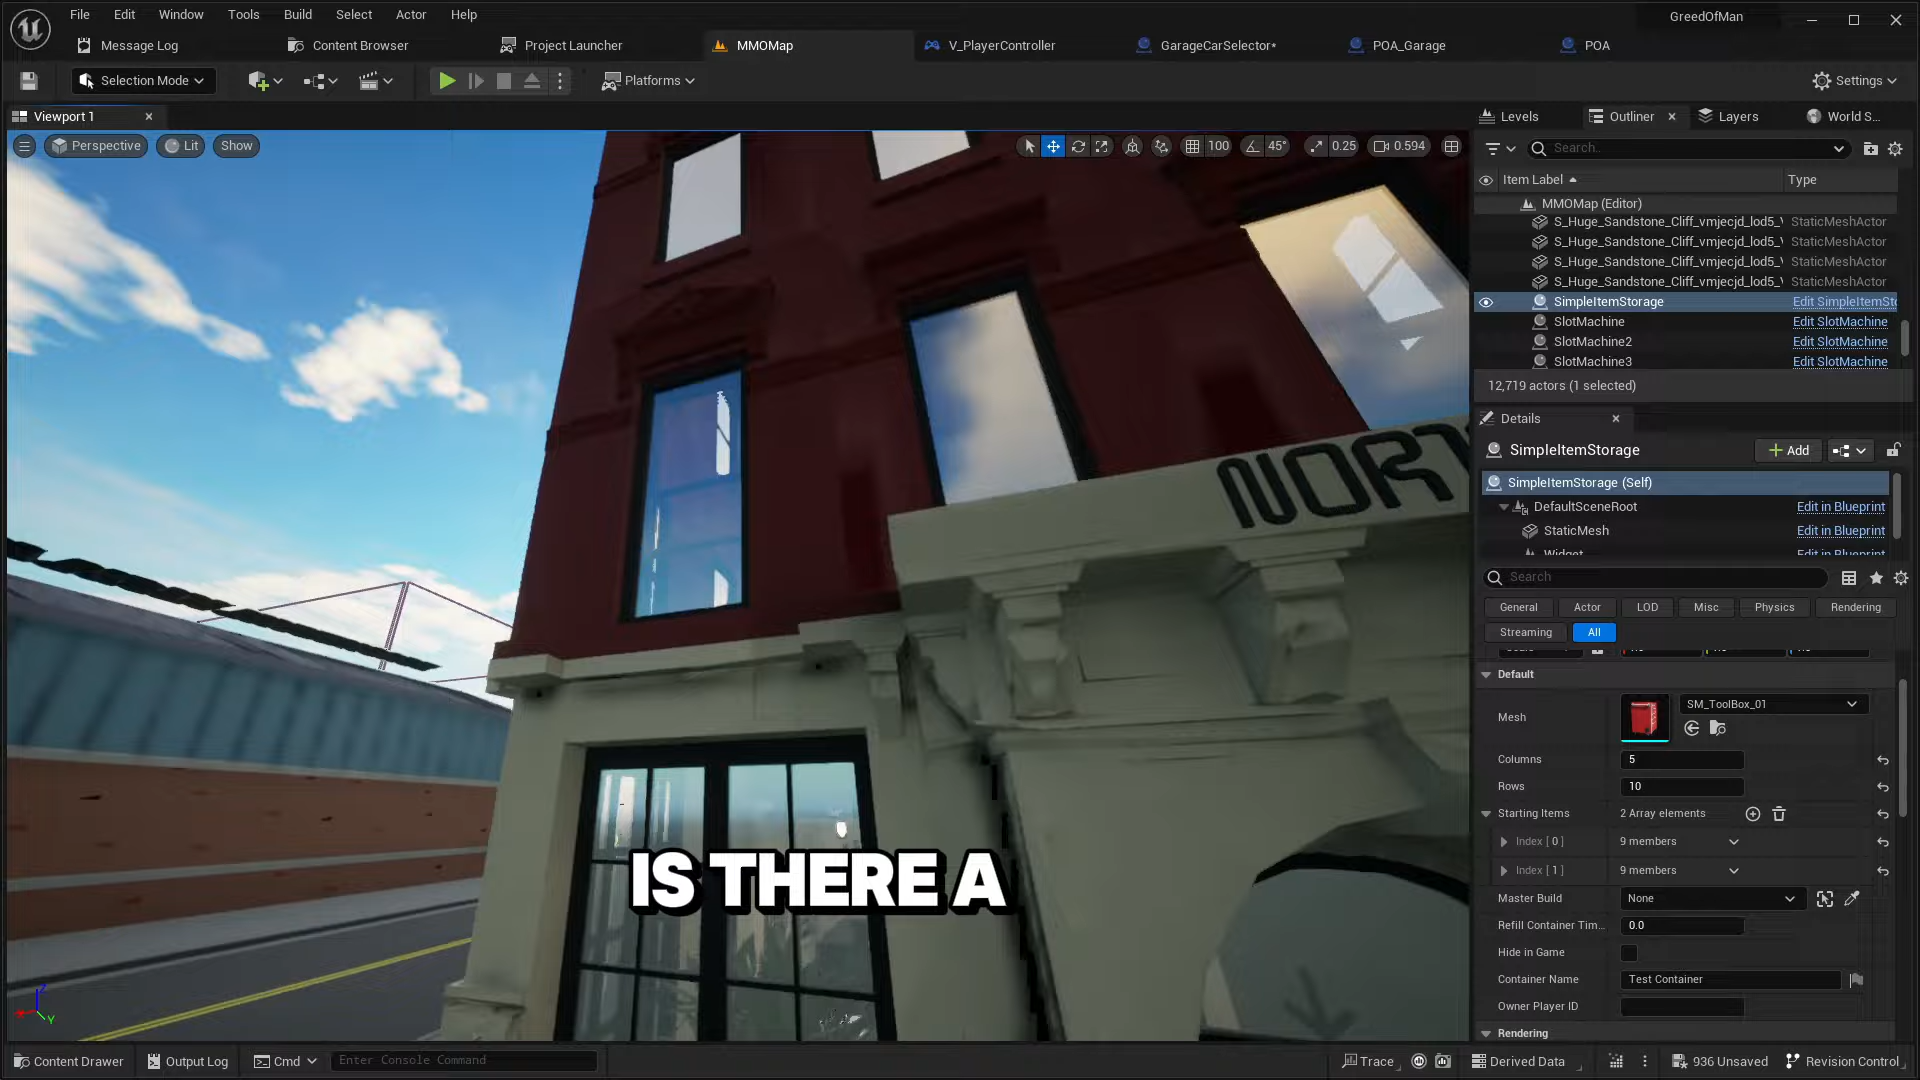 File Edit Window Tools Build Select Actor Help
GreedOfMan
Message Log Content Browser Project Launcher MMOMap V_PlayerController GarageCarSelector* POA_Garage POA
Selection Mode Platforms Settings
Viewport 1 Levels Outliner Layers World S...
Perspective Lit Show 100 45° 0.25 0.594
Search...
Item Label Type
MMOMap (Editor)
S_Huge_Sandstone_Cliff_vmjecjd_lod5_ StaticMeshActor
S_Huge_Sandstone_Cliff_vmjecjd_lod5_ StaticMeshActor
S_Huge_Sandstone_Cliff_vmjecjd_lod5_ StaticMeshActor
S_Huge_Sandstone_Cliff_vmjecjd_lod5_ StaticMeshActor
SimpleItemStorage Edit SimpleItemSto
SlotMachine Edit SlotMachine
SlotMachine2 Edit SlotMachine
SlotMachine3 Edit SlotMachine
12,719 actors (1 selected)
Details
SimpleItemStorage Add
SimpleItemStorage (Self)
DefaultSceneRoot Edit in Blueprint
StaticMesh Edit in Blueprint
Widget Edit in Blueprint
Search
General Actor LOD Misc Physics Rendering
Streaming All
Default
Mesh SM_ToolBox_01
Columns 5
Rows 10
Starting Items 2 Array elements
Index [ 0 ] 9 members
Index [ 1 ] 9 members
Master Build None
Refill Container Tim... 0.0
Hide in Game
Container Name Test Container
Owner Player ID
Rendering
NOR
IS THERE A
Z
Y
Content Drawer Output Log Cmd Enter Console Command Trace Derived Data 936 Unsaved Revision Control